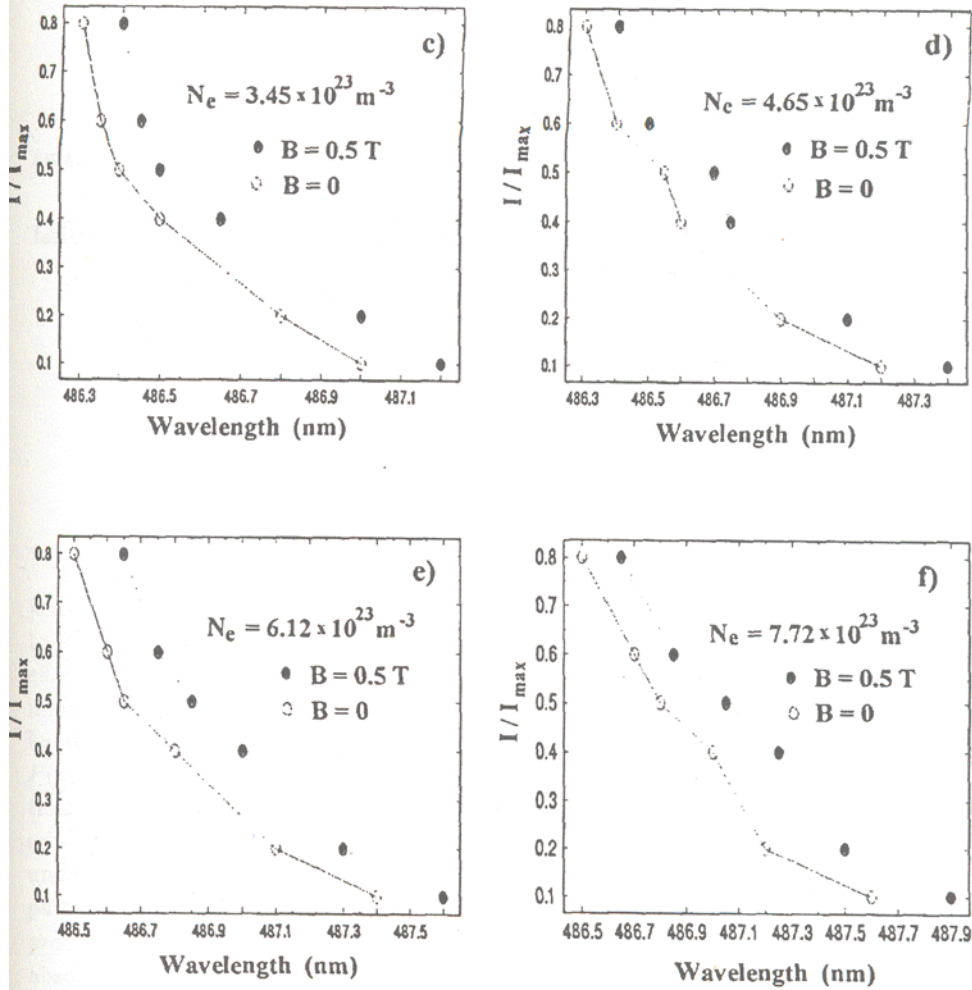 c)
0.8
0.7
0.6
0.5
0.4
0.3
0.2
0.1
I / I max
N e = 3.45 x 10 23 m -3
B = 0.5 T
B = 0
486.3 486.5 486.7 486.9 487.1
Wavelength (nm)
d)
0.8
0.7
0.6
0.5
0.4
0.3
0.2
0.1
N c = 4.65 x 10 23 m -3
B = 0.5 T
B = 0
486.3 486.5 486.7 486.9 487.1 487.3
Wavelength (nm)
e)
0.8
0.7
0.6
0.5
0.4
0.3
0.2
0.1
I / I max
N e = 6.12 x 10 23 m -3
B = 0.5 T
B = 0
486.5 486.7 486.9 487.1 487.3 487.5
Wavelength (nm)
f)
0.8
0.7
0.6
0.5
0.4
0.3
0.2
0.1
I / I max
N e = 7.72 x 10 23 m -3
B = 0.5 T
B = 0
486.5 486.7 486.9 487.1 487.3 487.5 487.7 487.9
Wavelength (nm)